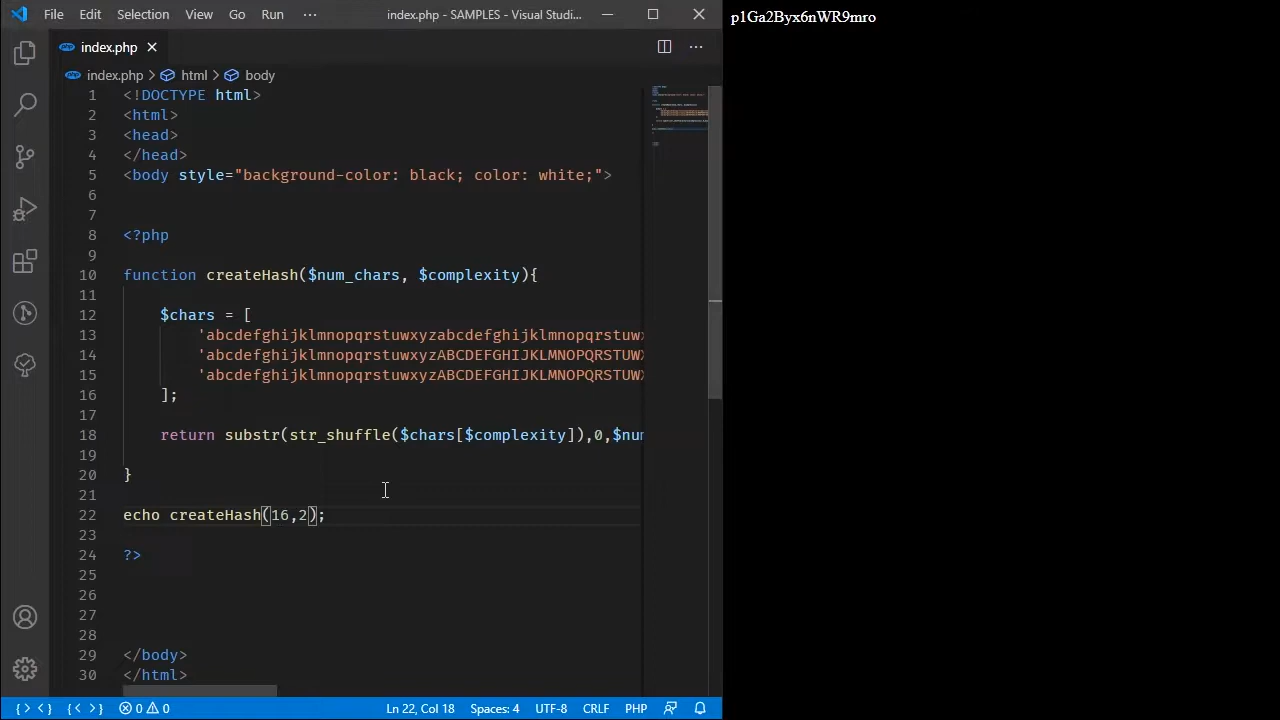 File Edit Selection View Go Run ··· index.php - SAMPLES - Visual Studi...
index.php
index.php > html > body
1 <!DOCTYPE html>
2 <html>
3 <head>
4 </head>
5 <body style="background-color: black; color: white;">
6
7
8 <?php
9
10 function createHash($num_chars, $complexity){
11
12 $chars = [
13 'abcdefghijklmnopqrstuwxyzabcdefghijklmnopqrstuwx
14 'abcdefghijklmnopqrstuwxyzABCDEFGHIJKLMNOPQRSTUWX
15 'abcdefghijklmnopqrstuwxyzABCDEFGHIJKLMNOPQRSTUWX
16 ];
17
18 return substr(str_shuffle($chars[$complexity]),0,$num
19
20 }
21
22 echo createHash(16,2);
23
24 ?>
25
26
27
28
29 </body>
30 </html>
{ } < > { < > } 0 0 Ln 22, Col 18 Spaces: 4 UTF-8 CRLF PHP
p1Ga2Byx6nWR9mro